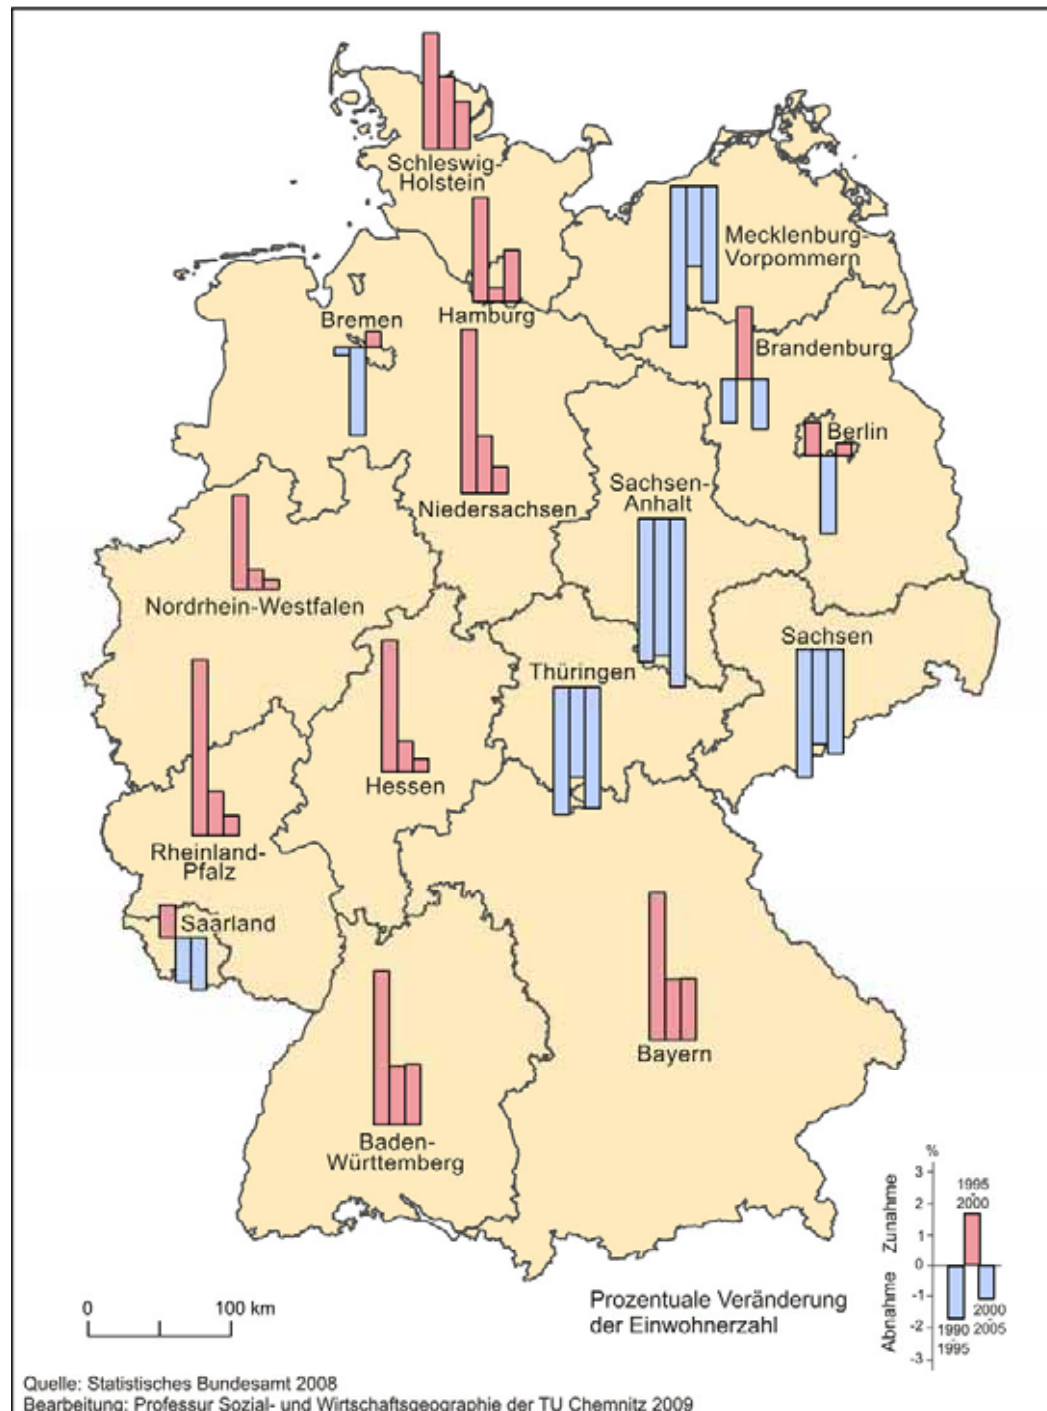 Schleswig-
Holstein
Mecklenburg-
Vorpommern
Hamburg
Bremen
Brandenburg
Berlin
Sachsen-
Anhalt
Niedersachsen
Nordrhein-Westfalen
Sachsen
Thüringen
Hessen
Rheinland-
Pfalz
Saarland
Bayern
Baden-
Württemberg
%
3
2
1
0
-1
-2
-3
Zunahme
Abnahme
1995
-
2000
2000
-
2005
1990
-
1995
0 100 km
Prozentuale Veränderung
der Einwohnerzahl
Quelle: Statistisches Bundesamt 2008
Bearbeitung: Professur Sozial- und Wirtschaftsgeographie der TU Chemnitz 2009